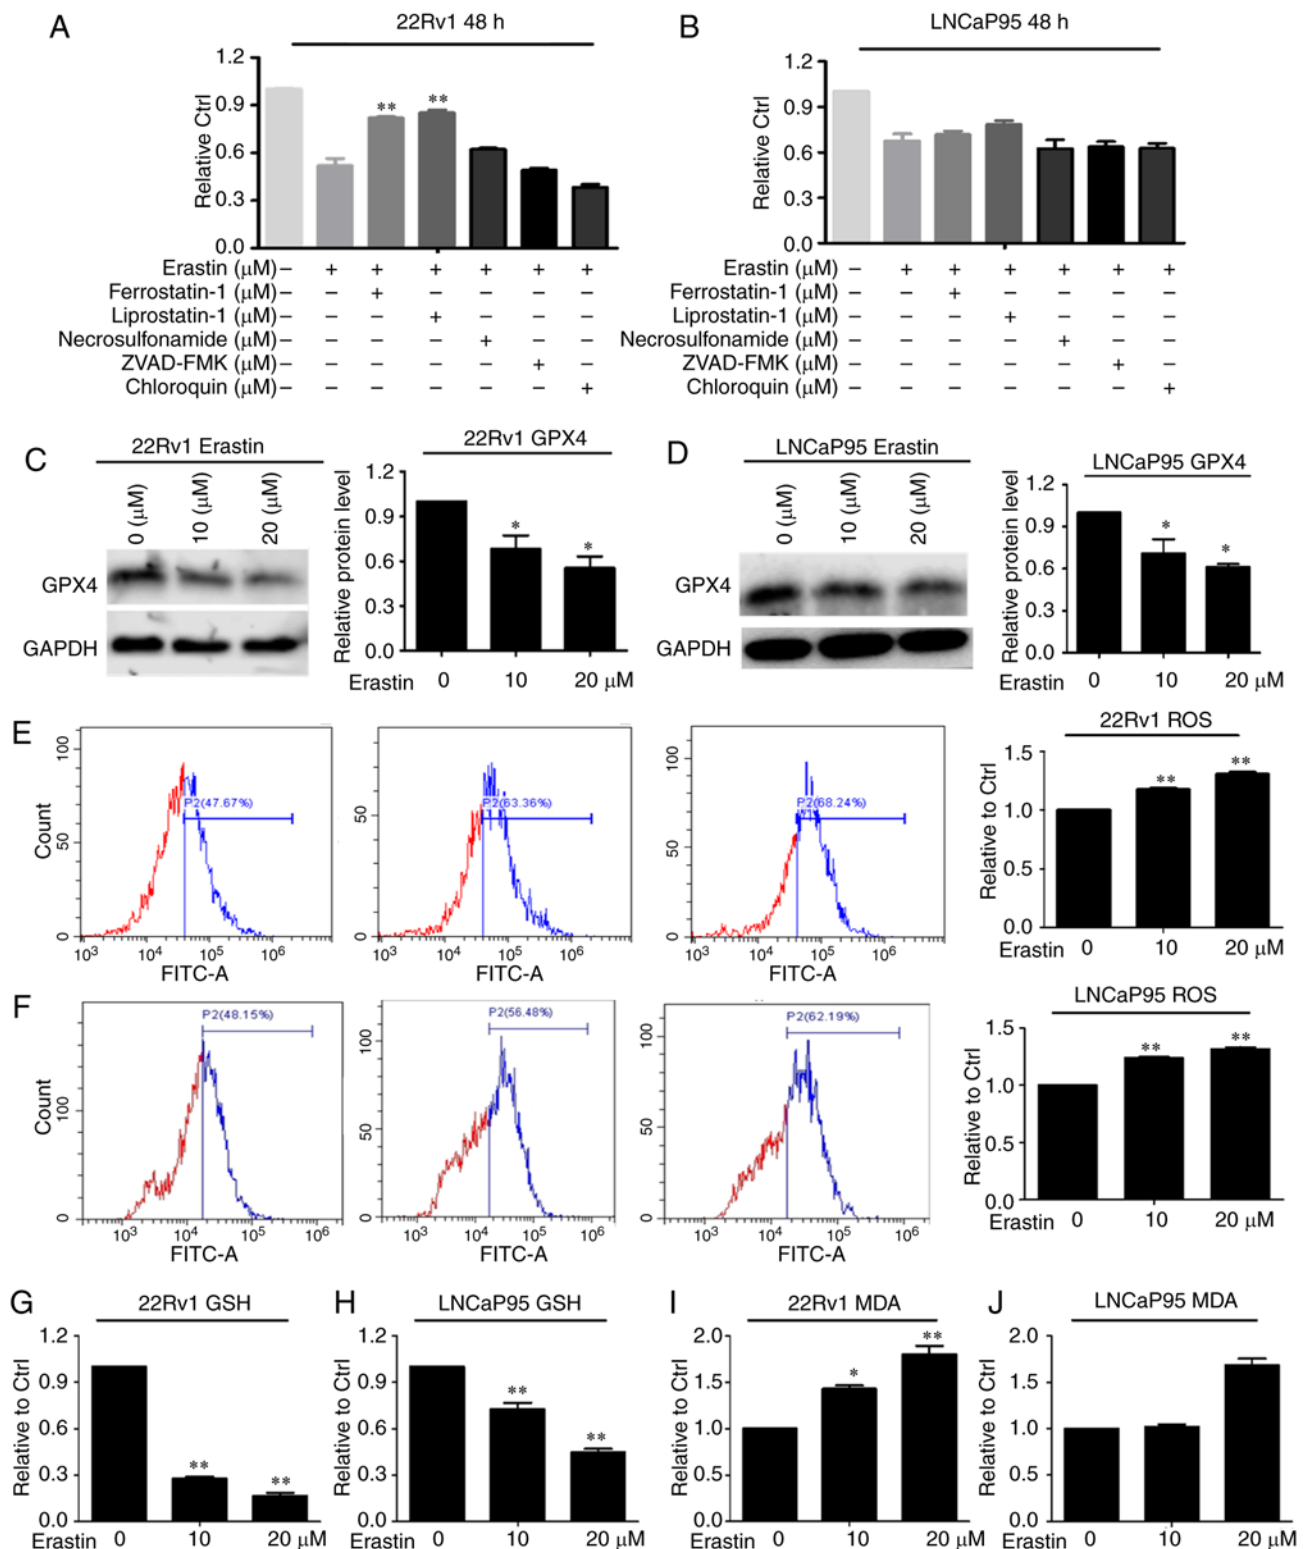 A
22Rv1 48 h
Relative Ctrl
1.2
0.9
0.6
0.3
0.0
** **
Erastin (µM) – + + + + + +
Ferrostatin-1 (µM) – – + – – – –
Liprostatin-1 (µM) – – – + – – –
Necrosulfonamide (µM) – – – – + – –
ZVAD-FMK (µM) – – – – – + –
Chloroquin (µM) – – – – – – +
B
LNCaP95 48 h
Relative Ctrl
1.2
0.9
0.6
0.3
0.0
Erastin (µM) – + + + + + +
Ferrostatin-1 (µM) – – + – – – –
Liprostatin-1 (µM) – – – + – – –
Necrosulfonamide (µM) – – – – + – –
ZVAD-FMK (µM) – – – – – + –
Chloroquin (µM) – – – – – – +
C
22Rv1 Erastin
0 (µM)
10 (µM)
20 (µM)
GPX4
GAPDH
22Rv1 GPX4
Relative protein level
1.2
0.9
0.6
0.3
0.0
* *
Erastin 0 10 20 µM
D
LNCaP95 Erastin
0 (µM)
10 (µM)
20 (µM)
GPX4
GAPDH
LNCaP95 GPX4
Relative protein level
1.2
0.9
0.6
0.3
0.0
* *
Erastin 0 10 20 µM
E
Count
100
50
0
P2(47.67%)
10³ 10⁴ 10⁵ 10⁶
FITC-A
50
0
P2(63.36%)
10³ 10⁴ 10⁵ 10⁶
FITC-A
100
50
0
P2(68.24%)
10³ 10⁴ 10⁵ 10⁶
FITC-A
22Rv1 ROS
Relative to Ctrl
1.5
1.0
0.5
0.0
** **
Erastin 0 10 20 µM
F
Count
100
0
P2(48.15%)
10³ 10⁴ 10⁵ 10⁶
FITC-A
100
50
0
P2(56.48%)
10³ 10⁴ 10⁵ 10⁶
FITC-A
100
50
0
P2(62.19%)
10³ 10⁴ 10⁵ 10⁶
FITC-A
LNCaP95 ROS
Relative to Ctrl
1.5
1.0
0.5
0.0
** **
Erastin 0 10 20 µM
G
22Rv1 GSH
Relative to Ctrl
1.2
0.9
0.6
0.3
0.0
** **
Erastin 0 10 20 µM
H
LNCaP95 GSH
Relative to Ctrl
1.2
0.9
0.6
0.3
0.0
** **
Erastin 0 10 20 µM
I
22Rv1 MDA
Relative to Ctrl
2.0
1.5
1.0
0.5
0.0
* **
Erastin 0 10 20 µM
J
LNCaP95 MDA
Relative to Ctrl
2.0
1.5
1.0
0.5
0.0
Erastin 0 10 20 µM